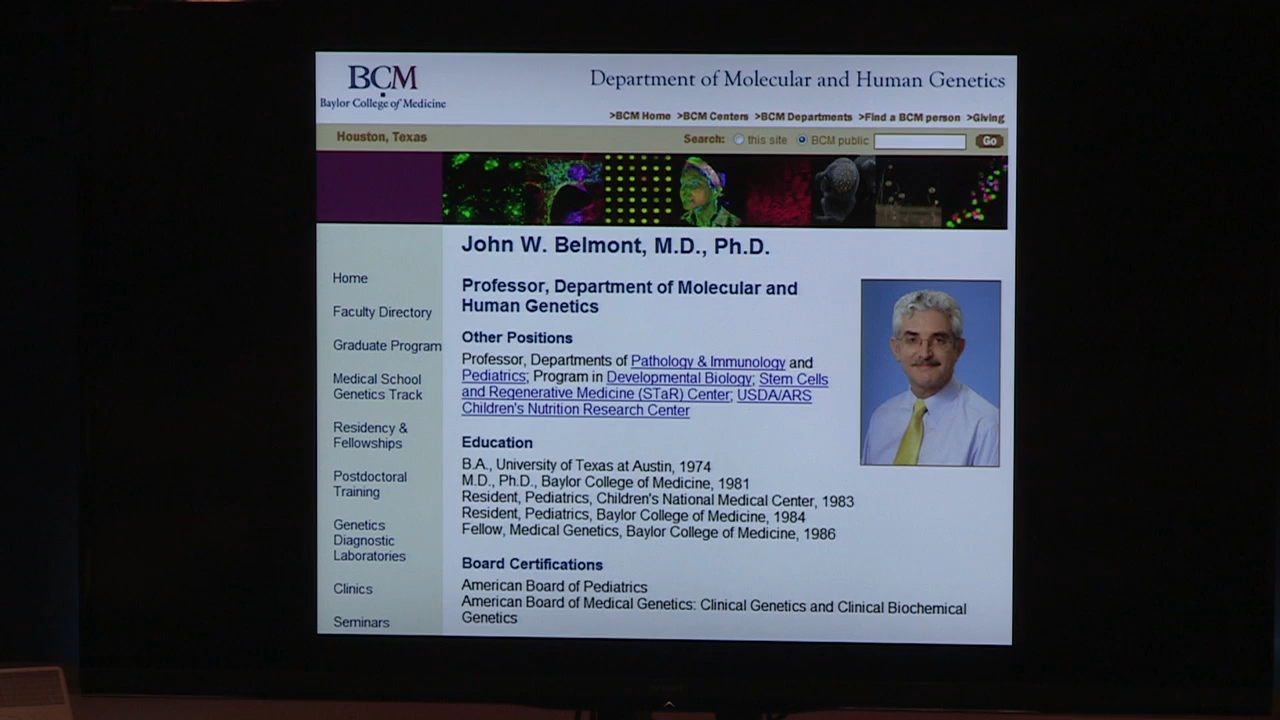 BCM
Baylor College of Medicine
Department of Molecular and Human Genetics
>BCM Home >BCM Centers >BCM Departments >Find a BCM person >Giving
Houston, Texas
Search: this site BCM public Go
John W. Belmont, M.D., Ph.D.
Home
Faculty Directory
Graduate Program
Medical School
Genetics Track
Residency &
Fellowships
Postdoctoral
Training
Genetics
Diagnostic
Laboratories
Clinics
Seminars
Professor, Department of Molecular and
Human Genetics
Other Positions
Professor, Departments of Pathology & Immunology and
Pediatrics; Program in Developmental Biology; Stem Cells
and Regenerative Medicine (STaR) Center; USDA/ARS
Children's Nutrition Research Center
Education
B.A., University of Texas at Austin, 1974
M.D., Ph.D., Baylor College of Medicine, 1981
Resident, Pediatrics, Children's National Medical Center, 1983
Resident, Pediatrics, Baylor College of Medicine, 1984
Fellow, Medical Genetics, Baylor College of Medicine, 1986
Board Certifications
American Board of Pediatrics
American Board of Medical Genetics: Clinical Genetics and Clinical Biochemical
Genetics